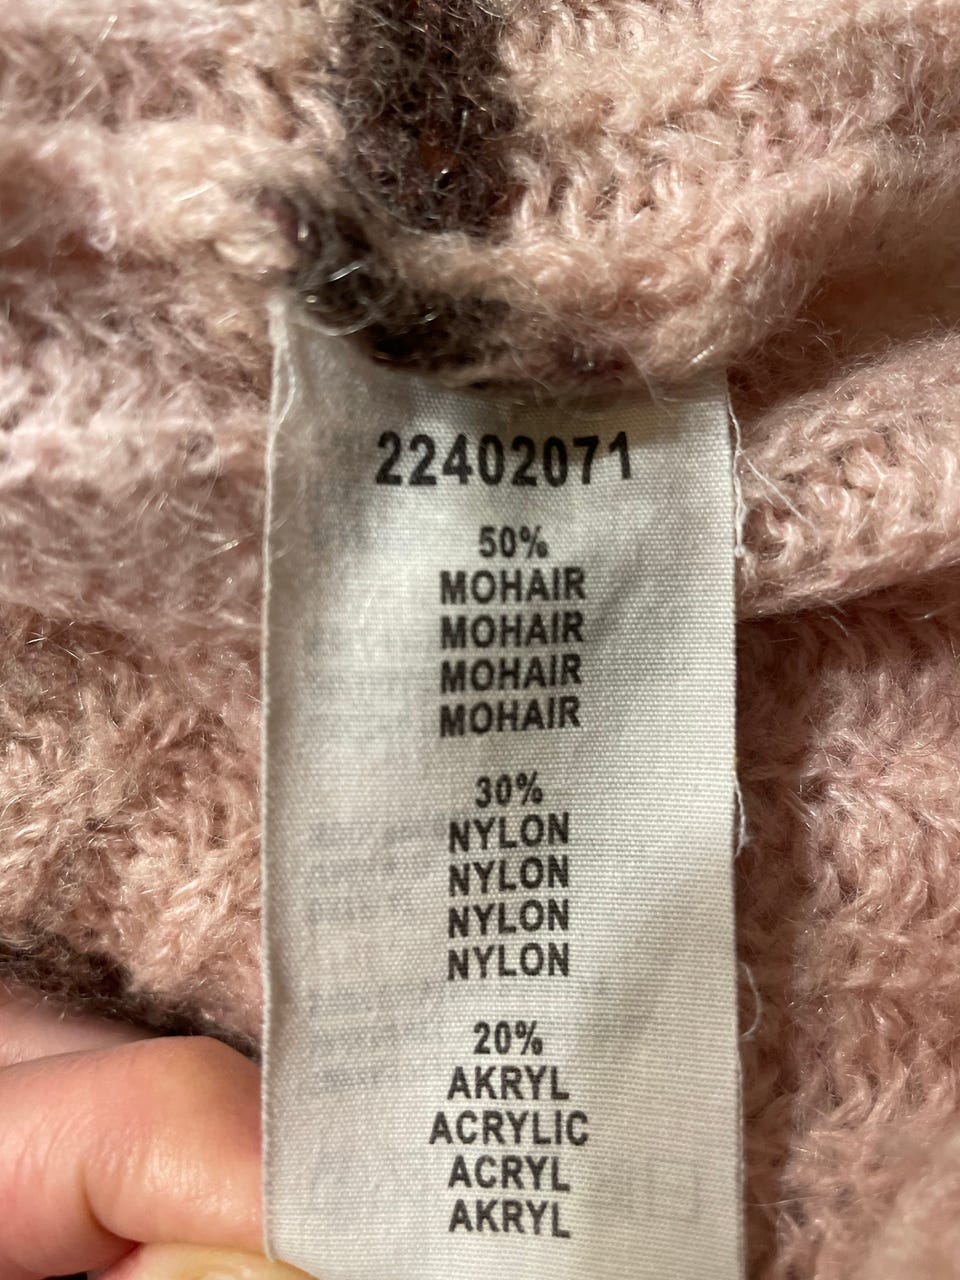 22402071
50%
MOHAIR
MOHAIR
MOHAIR
MOHAIR
30%
NYLON
NYLON
NYLON
NYLON
20%
AKRYL
ACRYLIC
ACRYL
AKRYL